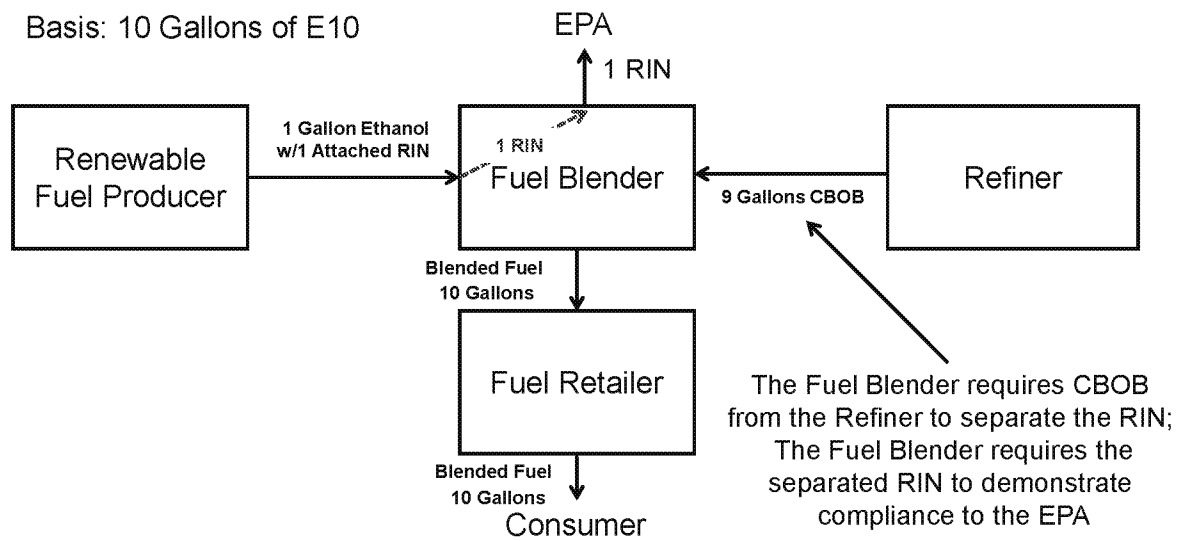 Basis: 10 Gallons of E10
EPA
1 RIN
Renewable
Fuel Producer
1 Gallon Ethanol
w/1 Attached RIN
1 RIN
Fuel Blender
9 Gallons CBOB
Refiner
Blended Fuel
10 Gallons
Fuel Retailer
Blended Fuel
10 Gallons
Consumer
The Fuel Blender requires CBOB
from the Refiner to separate the RIN;
The Fuel Blender requires the
separated RIN to demonstrate
compliance to the EPA